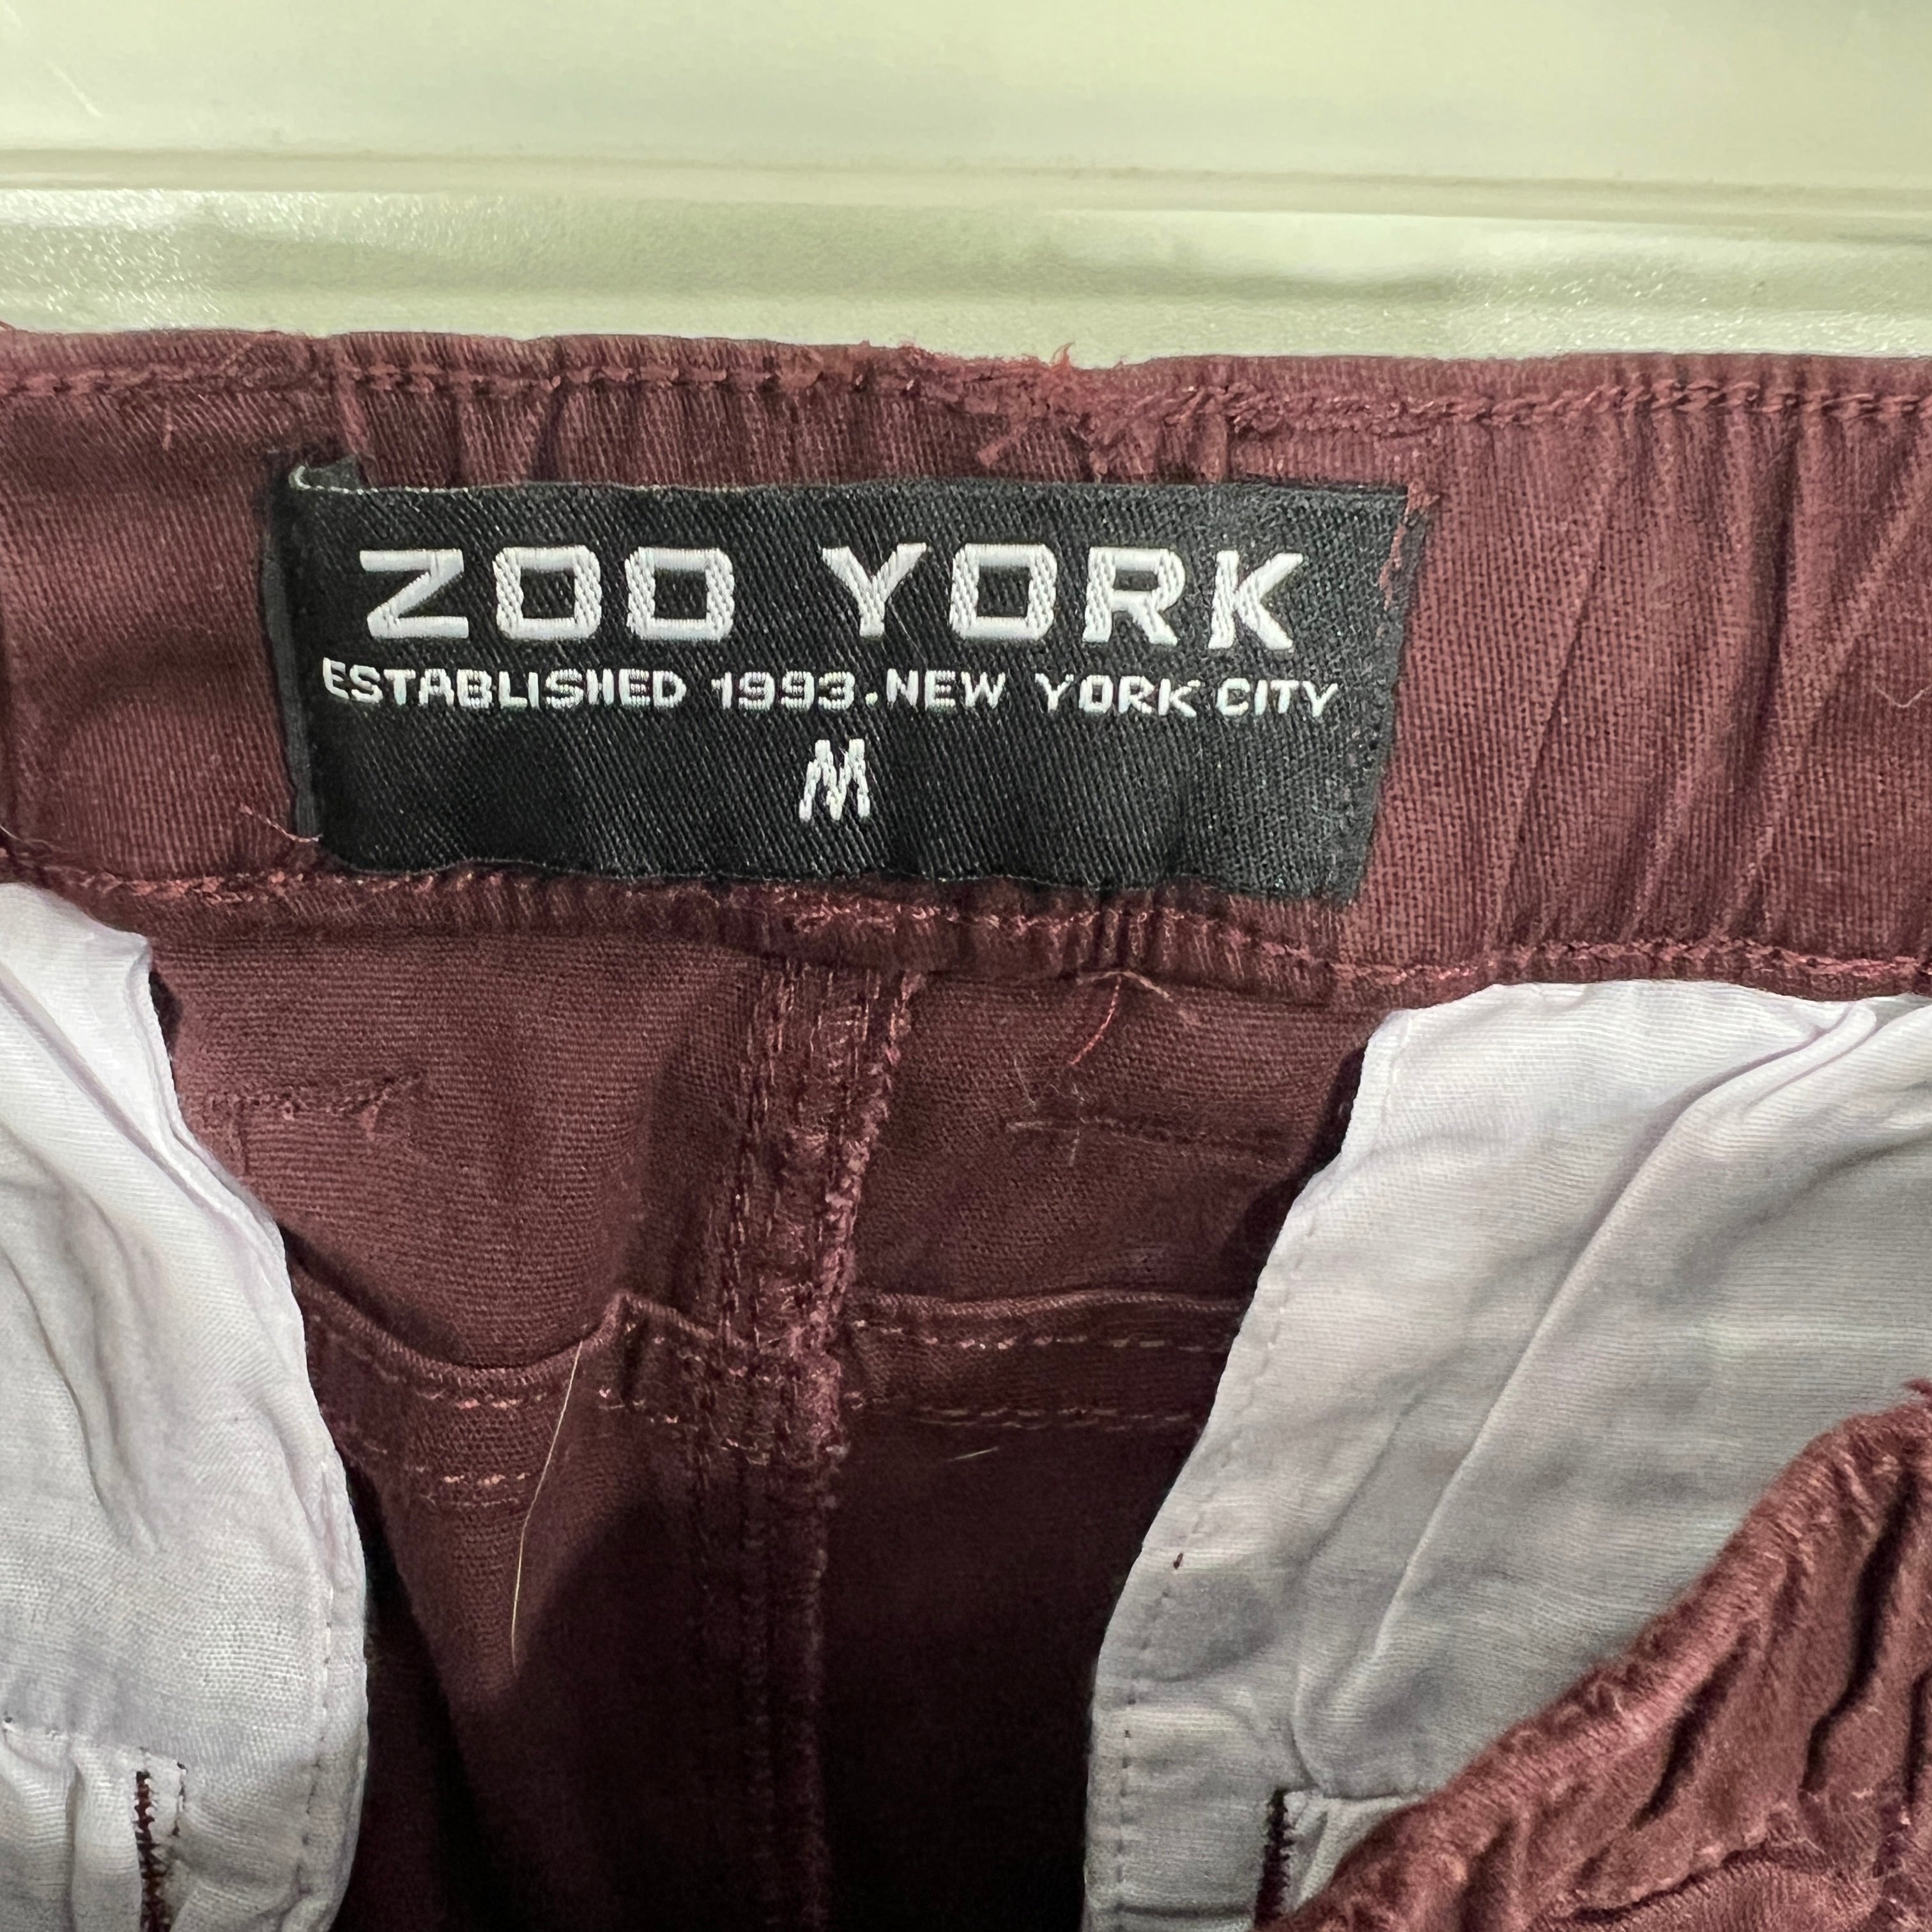 ZOO YORK
ESTABLISHED 1993.NEW YORK CITY
M